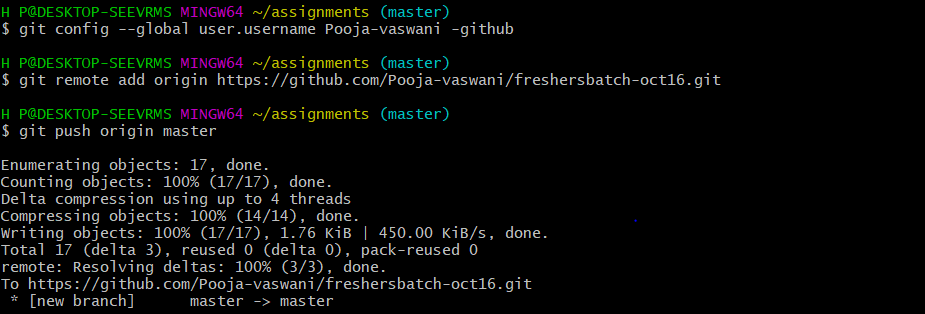 H P@DESKTOP-SEEVRMS MINGW64 ~/assignments (master)
$ git config --global user.username Pooja-vaswani -github
H P@DESKTOP-SEEVRMS MINGW64 ~/assignments (master)
$ git remote add origin https://github.com/Pooja-vaswani/freshersbatch-oct16.git
H P@DESKTOP-SEEVRMS MINGW64 ~/assignments (master)
$ git push origin master
Enumerating objects: 17, done.
Counting objects: 100% (17/17), done.
Delta compression using up to 4 threads
Compressing objects: 100% (14/14), done.
Writing objects: 100% (17/17), 1.76 KiB | 450.00 KiB/s, done.
Total 17 (delta 3), reused 0 (delta 0), pack-reused 0
remote: Resolving deltas: 100% (3/3), done.
To https://github.com/Pooja-vaswani/freshersbatch-oct16.git
 * [new branch]      master -> master